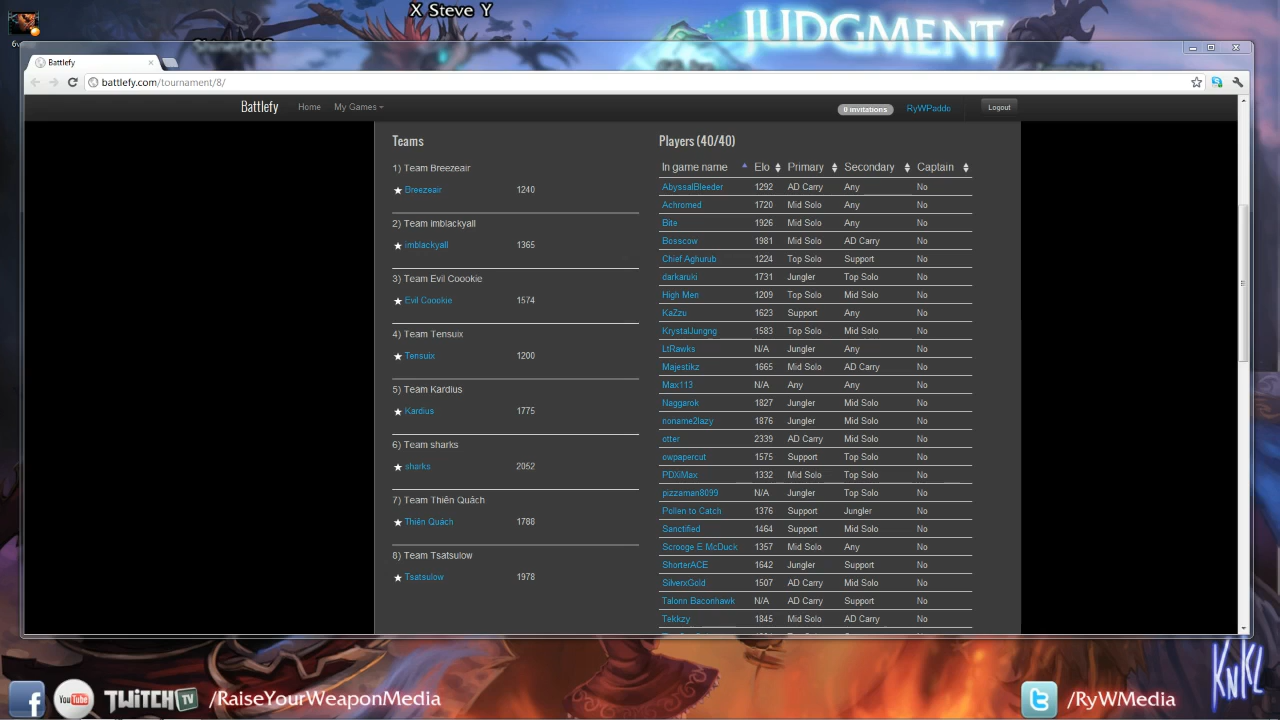 X Steve Y
JUDGMENT
Battlefy
battlefy.com/tournament/8/
Battlefy Home My Games 0 invitations RyWPaddo Logout
Teams
1) Team Breezeair
Breezeair 1240
2) Team imblackyall
imblackyall 1365
3) Team Evil Coookie
Evil Coookie 1574
4) Team Tensuix
Tensuix 1200
5) Team Kardius
Kardius 1775
6) Team sharks
sharks 2052
7) Team Thiên Quách
Thiên Quách 1788
8) Team Tsatsulow
Tsatsulow 1978
Players (40/40)
In game name Elo Primary Secondary Captain
AbyssalBleeder 1292 AD Carry Any No
Achromed 1720 Mid Solo Any No
Bite 1926 Mid Solo Any No
Bosscow 1981 Mid Solo AD Carry No
Chief Aghurub 1224 Top Solo Support No
darkaruki 1731 Jungler Top Solo No
High Men 1209 Top Solo Mid Solo No
KaZzu 1623 Support Any No
KrystalJungng 1583 Top Solo Mid Solo No
LtRawks N/A Jungler Any No
Majestikz 1665 Mid Solo AD Carry No
Max113 N/A Any Any No
Naggarok 1827 Jungler Mid Solo No
noname2lazy 1876 Jungler Mid Solo No
otter 2339 AD Carry Mid Solo No
owpapercut 1575 Support Top Solo No
PDXiMax 1332 Mid Solo Top Solo No
pizzaman8099 N/A Jungler Top Solo No
Pollen to Catch 1376 Support Jungler No
Sanctified 1464 Support Mid Solo No
Scrooge E McDuck 1357 Mid Solo Any No
ShorterACE 1642 Jungler Support No
SilverxGold 1507 AD Carry Mid Solo No
Talonn Baconhawk N/A AD Carry Support No
Tekkzy 1845 Mid Solo AD Carry No
f You Tube TWITCH TV /RaiseYourWeaponMedia
t /RyWMedia
KNKL